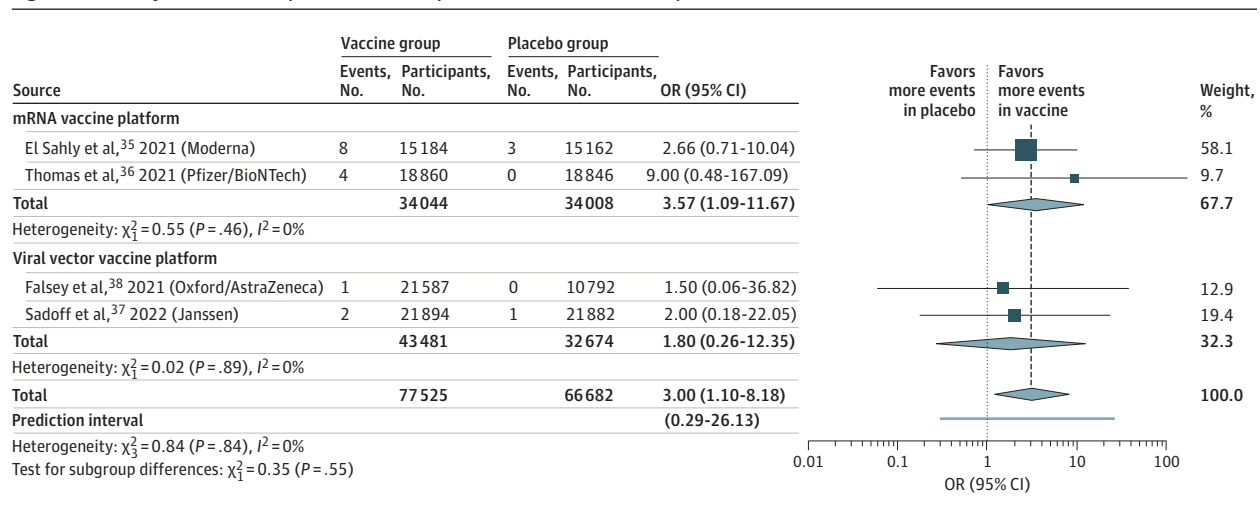 Vaccine group Placebo group
Source Events, No. Participants, No. Events, No. Participants, No. OR (95% CI) Favors more events in placebo Favors more events in vaccine Weight, %
mRNA vaccine platform
El Sahly et al,35 2021 (Moderna) 8 15184 3 15162 2.66 (0.71-10.04) 58.1
Thomas et al,36 2021 (Pfizer/BioNTech) 4 18860 0 18846 9.00 (0.48-167.09) 9.7
Total 34044 34008 3.57 (1.09-11.67) 67.7
Heterogeneity: χ²₁=0.55 (P=.46), I²=0%
Viral vector vaccine platform
Falsey et al,38 2021 (Oxford/AstraZeneca) 1 21587 0 10792 1.50 (0.06-36.82) 12.9
Sadoff et al,37 2022 (Janssen) 2 21894 1 21882 2.00 (0.18-22.05) 19.4
Total 43481 32674 1.80 (0.26-12.35) 32.3
Heterogeneity: χ²₁=0.02 (P=.89), I²=0%
Total 77525 66682 3.00 (1.10-8.18) 100.0
Prediction interval (0.29-26.13)
Heterogeneity: χ²₃=0.84 (P=.84), I²=0%
Test for subgroup differences: χ²₁=0.35 (P=.55)
0.01 0.1 1 10 100
OR (95% CI)